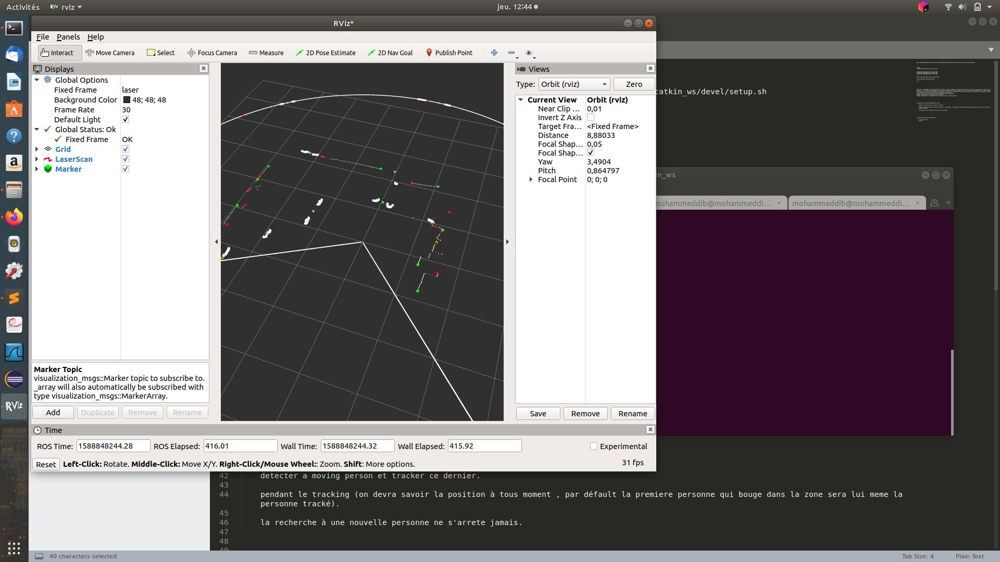 Activités
RViz rviz
jeu. 12:44
RViz*
File Panels Help
Interact Move Camera Select Focus Camera Measure 2D Pose Estimate 2D Nav Goal Publish Point
Displays
Global Options
Fixed Frame laser
Background Color 48; 48; 48
Frame Rate 30
Default Light
Global Status: Ok
Fixed Frame OK
Grid
LaserScan
Marker
Marker Topic
visualization_msgs::Marker topic to subscribe to.
_array will also automatically be subscribed with
type visualization_msgs::MarkerArray.
Add Duplicate Remove Rename
Views
Type: Orbit (rviz) Zero
Current View Orbit (rviz)
Near Clip ... 0,01
Invert Z Axis
Target Fra... <Fixed Frame>
Distance 8,88033
Focal Shap... 0,05
Focal Shap...
Yaw 3,4904
Pitch 0,864797
Focal Point 0; 0; 0
Save Remove Rename
Time
ROS Time: 1588848244.28 ROS Elapsed: 416.01 Wall Time: 1588848244.32 Wall Elapsed: 415.92 Experimental
Reset Left-Click: Rotate. Middle-Click: Move X/Y. Right-Click/Mouse Wheel:: Zoom. Shift: More options. 31 fps
catkin_ws/devel/setup.sh
in_ws
mohammeddib@mohammeddi... mohammeddib@mohammeddi...
42 detecter a moving person et tracker ce dernier.
43
44 pendant le tracking (on devra savoir la position à tous moment , par défault la premiere personne qui bouge dans la zone sera lui meme la
personne tracké).
45
46 la recherche à une nouvelle personne ne s'arrete jamais.
47
48
49
40 characters selected
Tab Size: 4 Plain Text